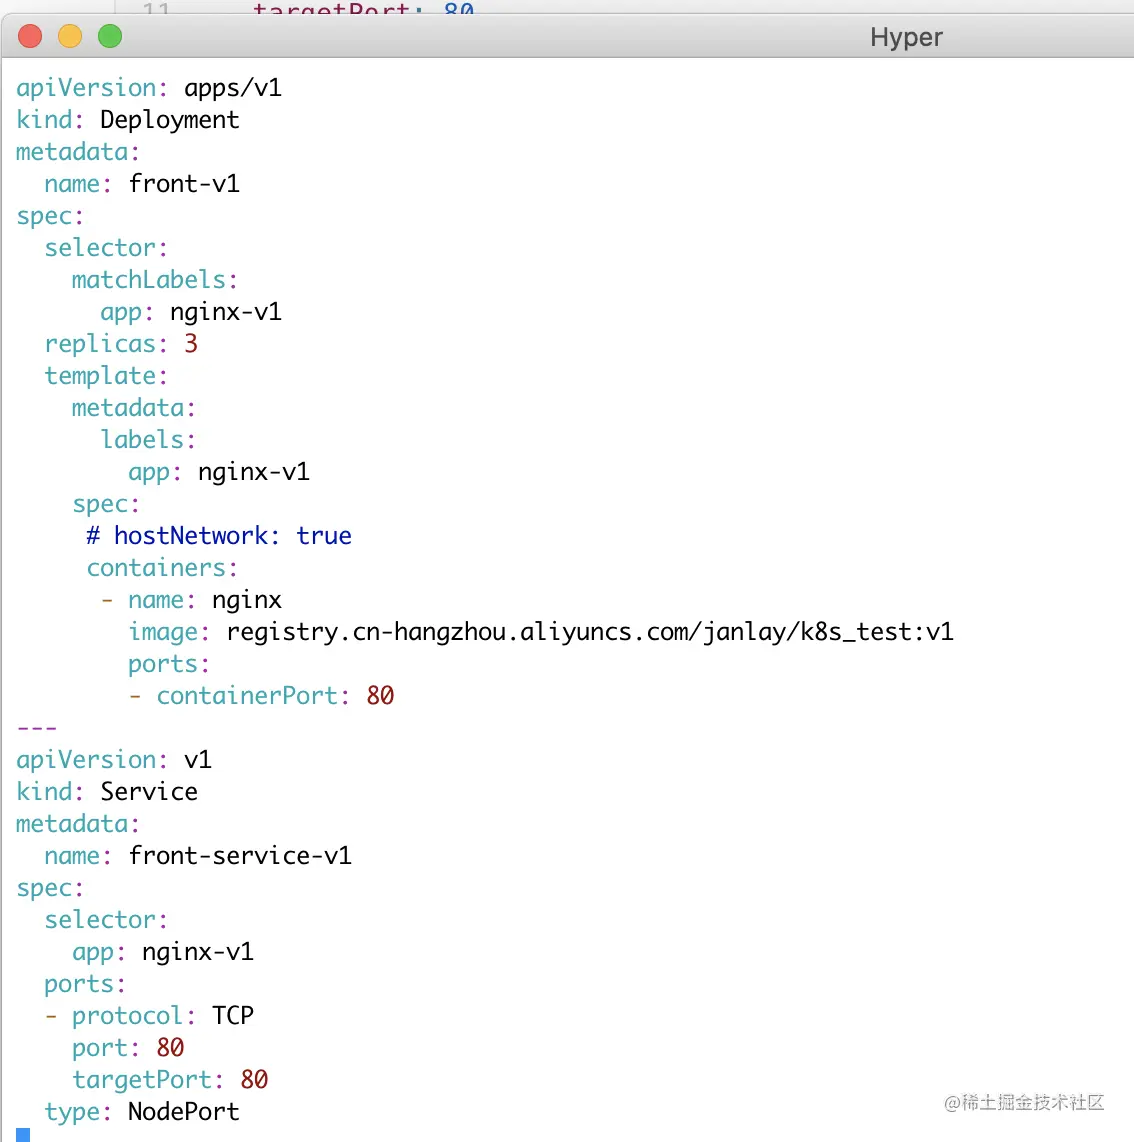 11 targetPort: 80
Hyper
apiVersion: apps/v1
kind: Deployment
metadata:
  name: front-v1
spec:
  selector:
    matchLabels:
      app: nginx-v1
  replicas: 3
  template:
    metadata:
      labels:
        app: nginx-v1
    spec:
     # hostNetwork: true
     containers:
      - name: nginx
        image: registry.cn-hangzhou.aliyuncs.com/janlay/k8s_test:v1
        ports:
        - containerPort: 80
---
apiVersion: v1
kind: Service
metadata:
  name: front-service-v1
spec:
  selector:
    app: nginx-v1
  ports:
  - protocol: TCP
    port: 80
    targetPort: 80
  type: NodePort
@稀土掘金技术社区